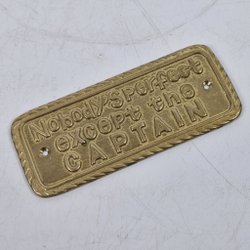 Nobody's Perfect
except the
CAPTAIN